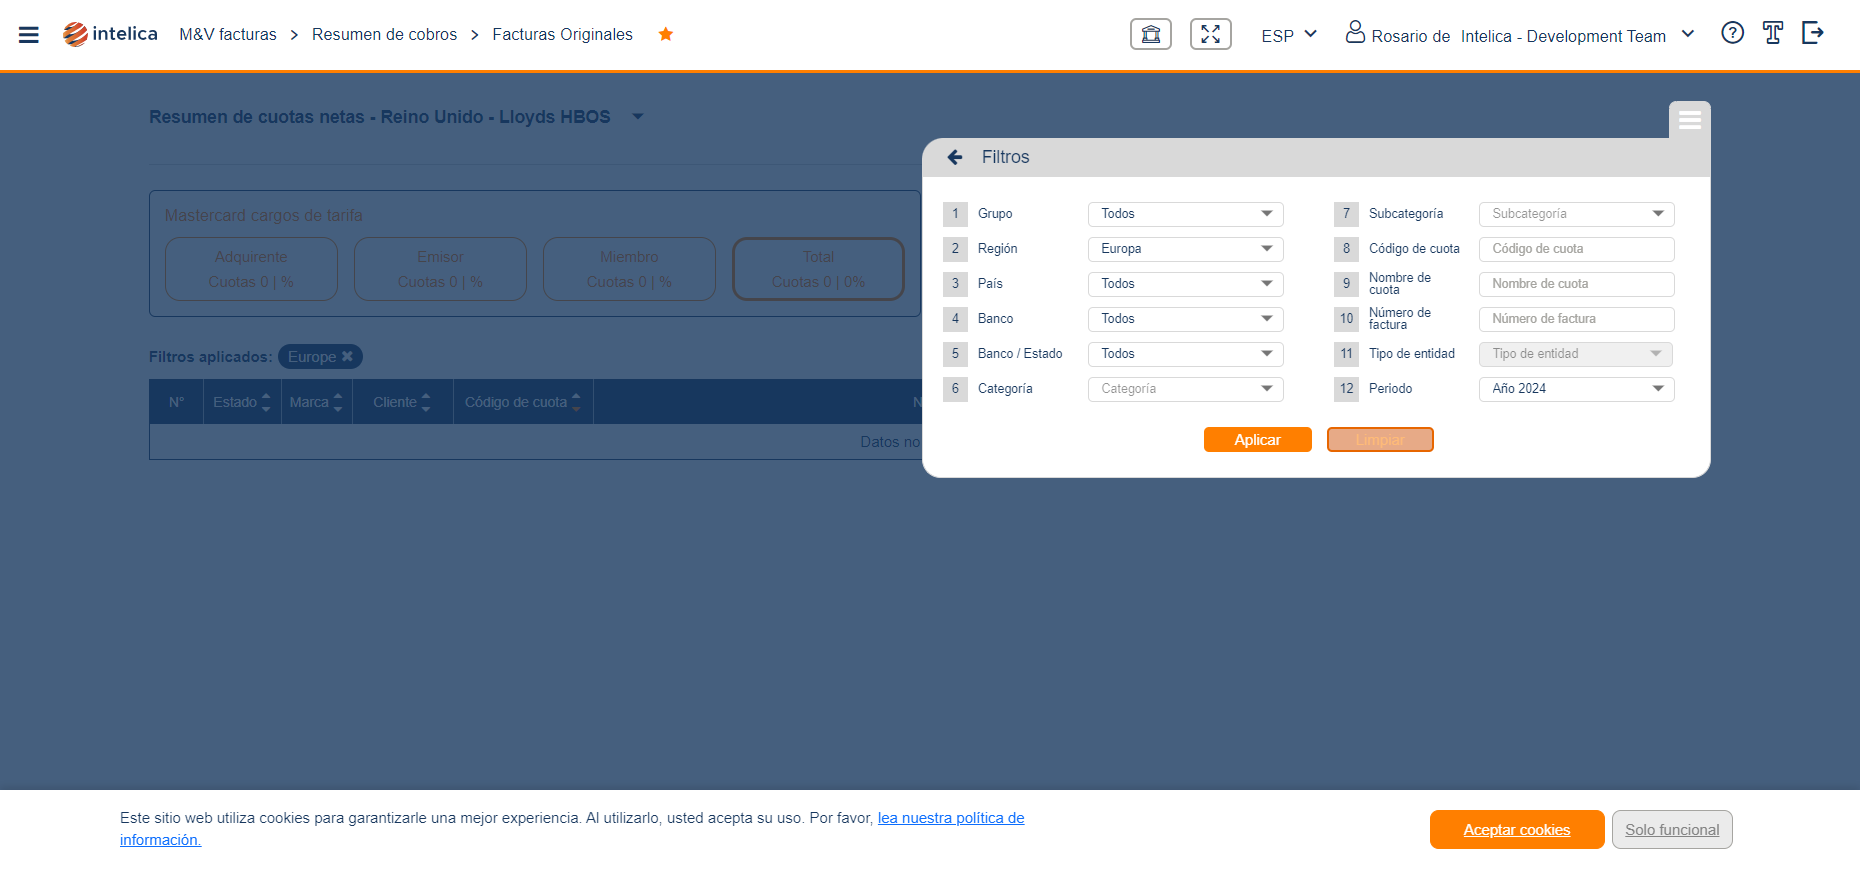 intelica M&V facturas > Resumen de cobros > Facturas Originales
ESP Rosario de Intelica - Development Team
Resumen de cuotas netas - Reino Unido - Lloyds HBOS
Mastercard cargos de tarifa
Adquirente
Cuotas 0 | %
Emisor
Cuotas 0 | %
Miembro
Cuotas 0 | %
Total
Cuotas 0 | 0%
Filtros aplicados: Europe
N° Estado Marca Cliente Código de cuota N
Datos no
Filtros
1 Grupo Todos
2 Región Europa
3 País Todos
4 Banco Todos
5 Banco / Estado Todos
6 Categoría Categoría
7 Subcategoría Subcategoría
8 Código de cuota Código de cuota
9 Nombre de
cuota Nombre de cuota
10 Número de
factura Número de factura
11 Tipo de entidad Tipo de entidad
12 Periodo Año 2024
Aplicar Limpiar
Este sitio web utiliza cookies para garantizarle una mejor experiencia. Al utilizarlo, usted acepta su uso. Por favor, lea nuestra política de
información.
Aceptar cookies Solo funcional